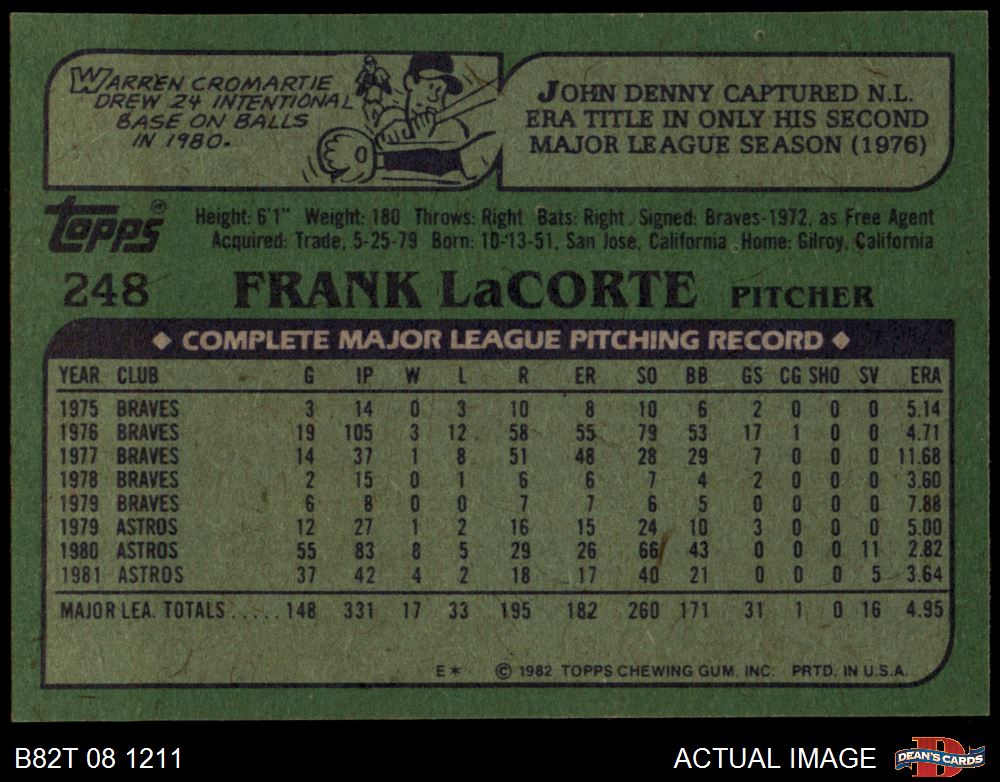 WARREN CROMARTIE
DREW 24 INTENTIONAL
BASE ON BALLS
IN 1980.
JOHN DENNY CAPTURED N.L.
ERA TITLE IN ONLY HIS SECOND
MAJOR LEAGUE SEASON (1976)
topps®
Height: 6'1" Weight: 180 Throws: Right Bats: Right Signed: Braves-1972, as Free Agent
Acquired: Trade, 5-25-79 Born: 10-13-51, San Jose, California Home: Gilroy, California
248 FRANK LaCORTE PITCHER
◆ COMPLETE MAJOR LEAGUE PITCHING RECORD ◆
YEAR CLUB G IP W L R ER SO BB GS CG SHO SV ERA
1975 BRAVES 3 14 0 3 10 8 10 6 2 0 0 0 5.14
1976 BRAVES 19 105 3 12 58 55 79 53 17 1 0 0 4.71
1977 BRAVES 14 37 1 8 51 48 28 29 7 0 0 0 11.68
1978 BRAVES 2 15 0 1 6 6 7 4 2 0 0 0 3.60
1979 BRAVES 6 8 0 0 7 7 6 5 0 0 0 0 7.88
1979 ASTROS 12 27 1 2 16 15 24 10 3 0 0 0 5.00
1980 ASTROS 55 83 8 5 29 26 66 43 0 0 0 11 2.82
1981 ASTROS 37 42 4 2 18 17 40 21 0 0 0 5 3.64
MAJOR LEA. TOTALS..... 148 331 17 33 195 182 260 171 31 1 0 16 4.95
E* © 1982 TOPPS CHEWING GUM, INC. PRTD. IN U.S.A.
B82T 08 1211
ACTUAL IMAGE
D
DEAN'S CARDS